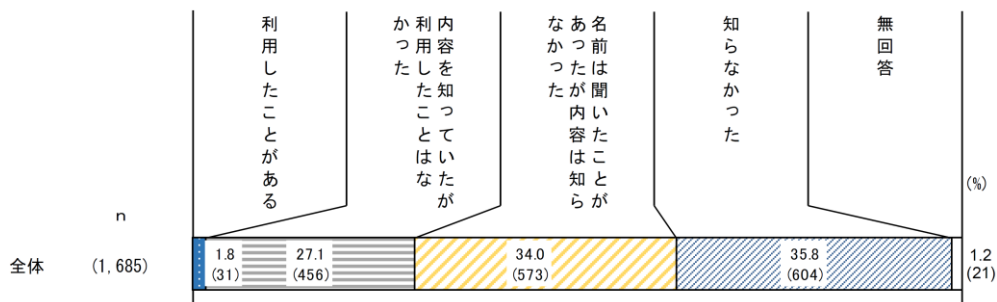 利用したことがある
内容を知っていたが
利用したことはな
かった
名前は聞いたことが
あったが内容は知ら
なかった
知らなかった
無回答
(%)
n
全体
(1,685)
1.8
(31)
27.1
(456)
34.0
(573)
35.8
(604)
1.2
(21)